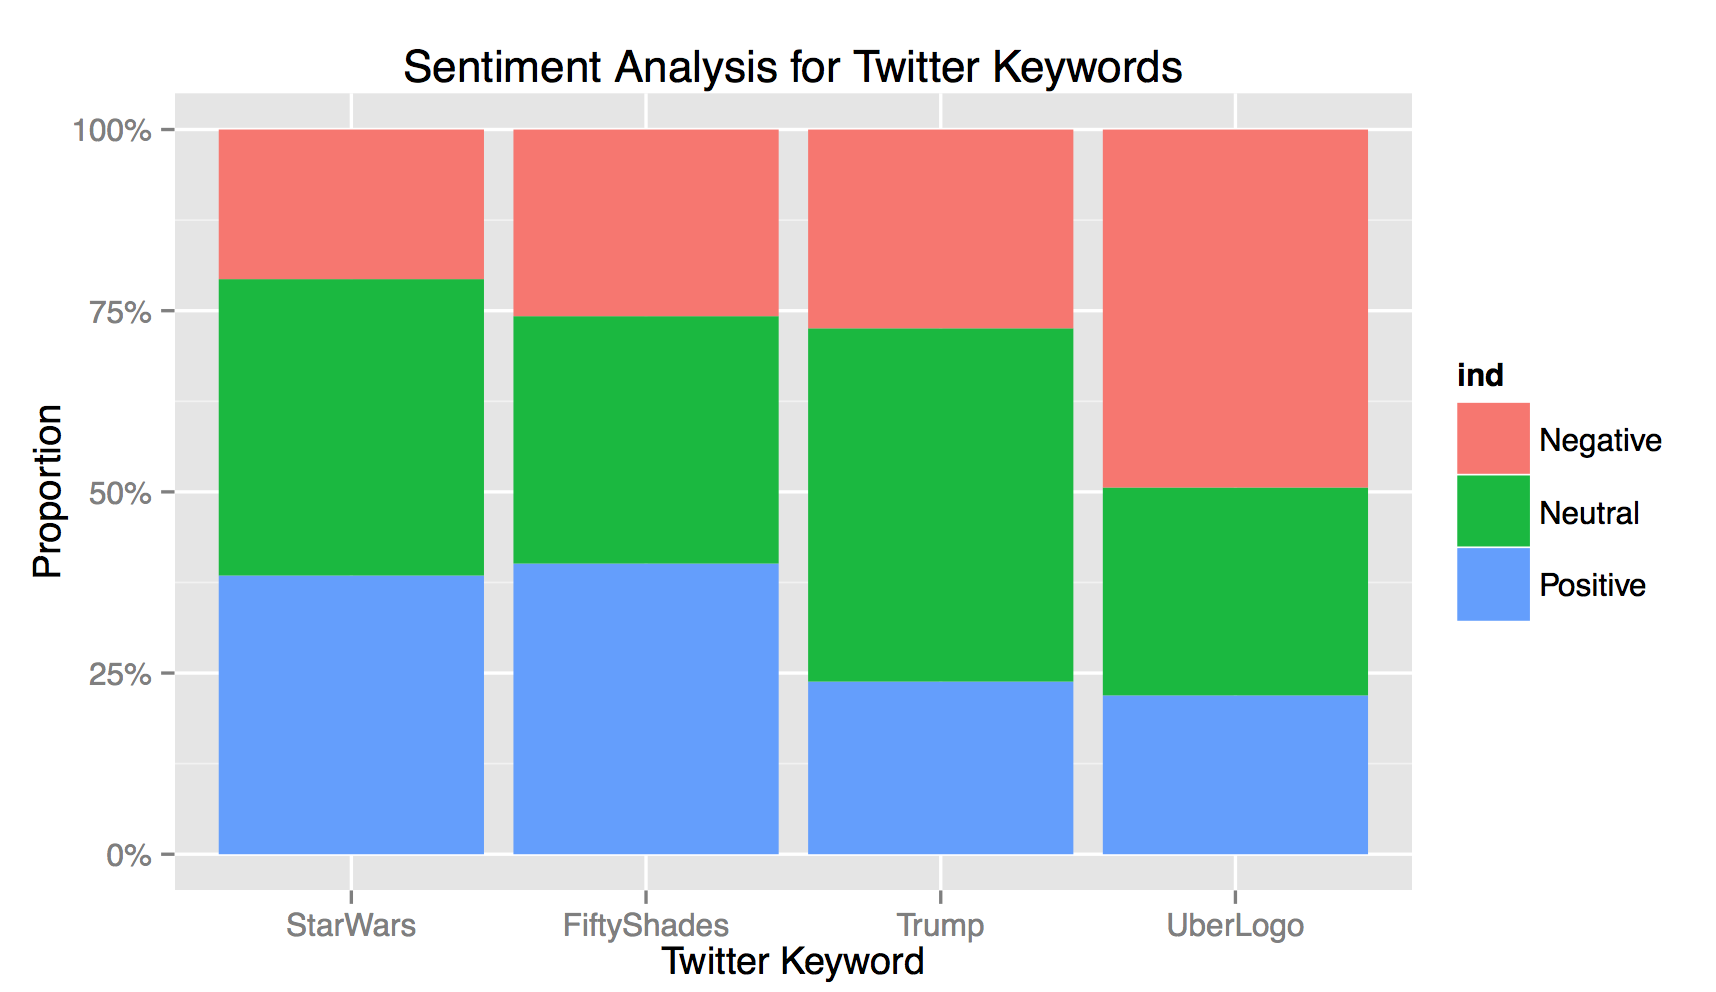 Sentiment Analysis for Twitter Keywords
100%
75%
50%
25%
0%
Proportion
StarWars
FiftyShades
Trump
UberLogo
Twitter Keyword
ind
Negative
Neutral
Positive